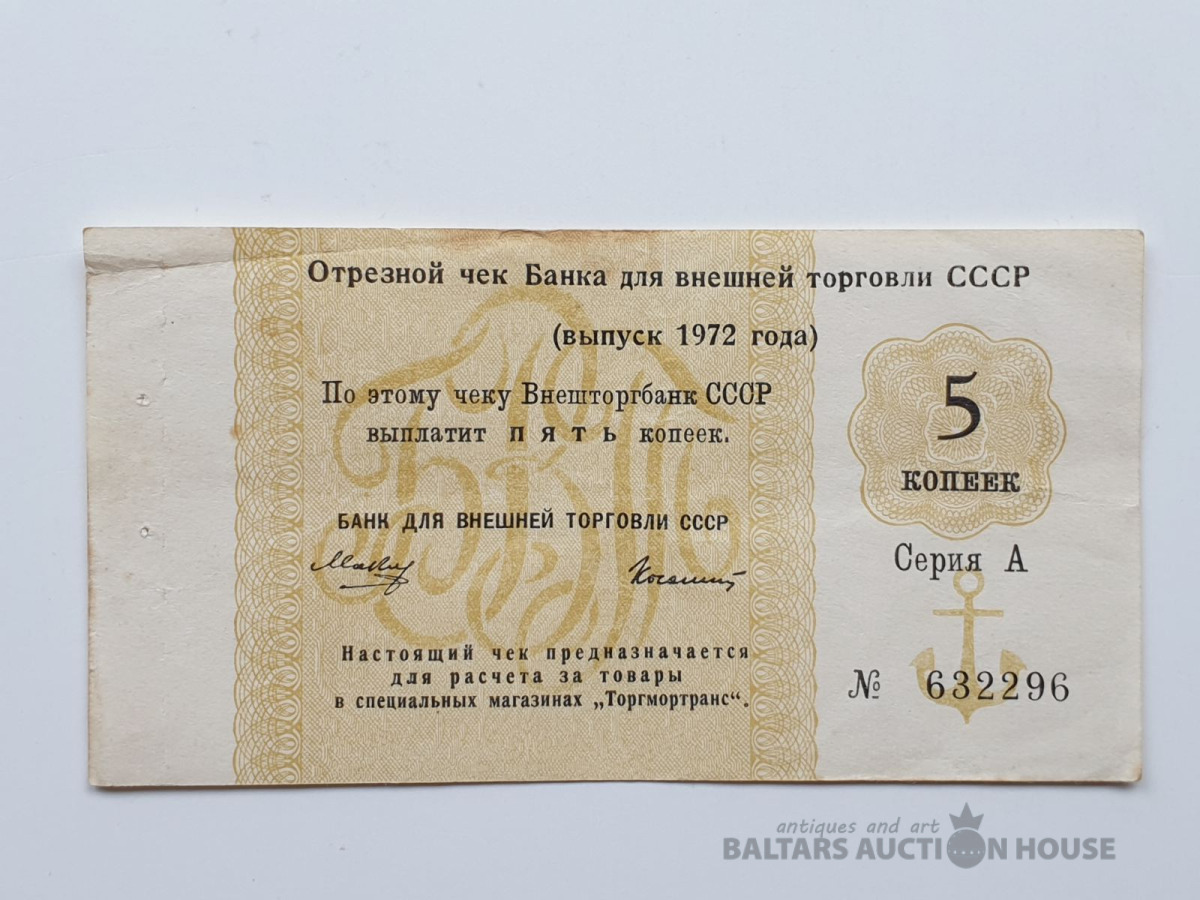 Отрезной чек Банка для внешней торговли СССР
(выпуск 1972 года)
По этому чеку Внешторгбанк СССР
выплатит пять копеек.
5
КОПЕЕК
БАНК ДЛЯ ВНЕШНЕЙ ТОРГОВЛИ СССР
Серия А
Настоящий чек предназначается
для расчета за товары
в специальных магазинах „Торгмортранс“.
№ 632296
antiques and art
BALTARS AUCTION HOUSE